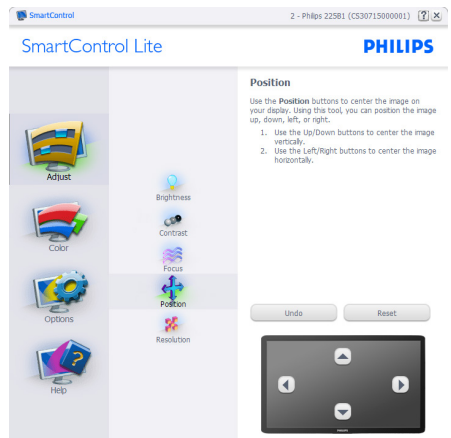 SmartControl
2 - Philips 225B1 (CS30715000001)
SmartControl Lite
PHILIPS
Adjust
Color
Options
Help
Brightness
Contrast
Focus
Position
Resolution
Position
Use the Position buttons to center the image on
your display. Using this tool, you can position the image
up, down, left, or right.
1. Use the Up/Down buttons to center the image
vertically.
2. Use the Left/Right buttons to center the image
horizontally.
Undo
Reset
PHILIPS